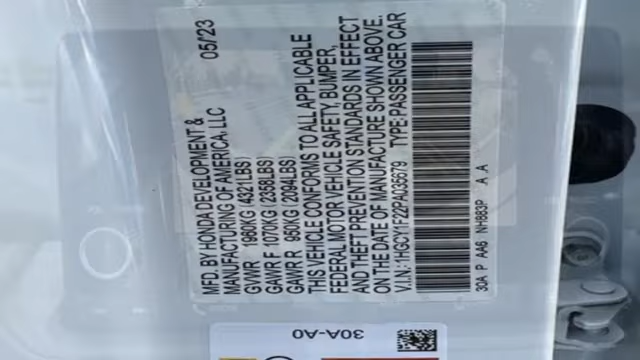 MFD. BY HONDA DEVELOPMENT & 05/23
MANUFACTURING OF AMERICA, LLC
GVWR 1960KG(4321LBS)
GAWR F 1070KG(2358LBS)
GAWR R 950KG(2094LBS)
THIS VEHICLE CONFORMS TO ALL APPLICABLE
FEDERAL MOTOR VEHICLE SAFETY, BUMPER,
AND THEFT PREVENTION STANDARDS IN EFFECT
ON THE DATE OF MANUFACTURE SHOWN ABOVE.
V.I.N.: 1HGCY1F22PA036679 TYPE:PASSENGER CAR
30A P AA6 NH883P A A
30A-A0